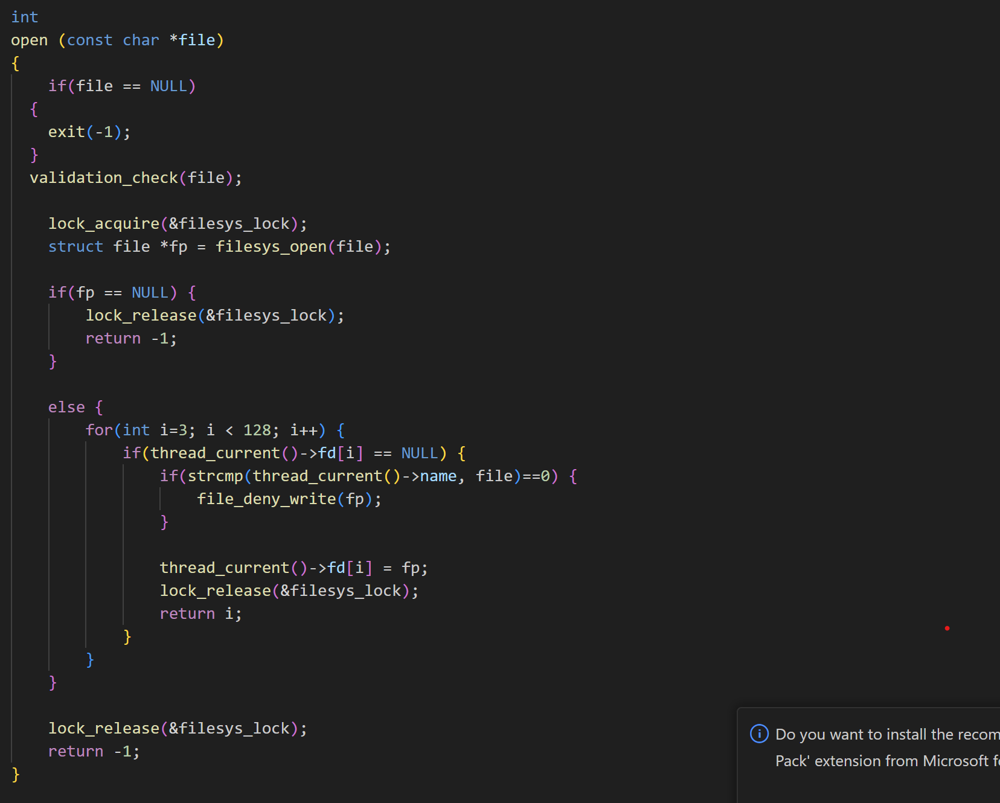 int
open (const char *file)
{
    if(file == NULL)
  {
    exit(-1);
  }
  validation_check(file);

    lock_acquire(&filesys_lock);
    struct file *fp = filesys_open(file);

    if(fp == NULL) {
        lock_release(&filesys_lock);
        return -1;
    }

    else {
        for(int i=3; i < 128; i++) {
            if(thread_current()->fd[i] == NULL) {
                if(strcmp(thread_current()->name, file)==0) {
                    file_deny_write(fp);
                }

                thread_current()->fd[i] = fp;
                lock_release(&filesys_lock);
                return i;
            }
        }
    }

    lock_release(&filesys_lock);
    return -1;
}
Do you want to install the recom
Pack' extension from Microsoft